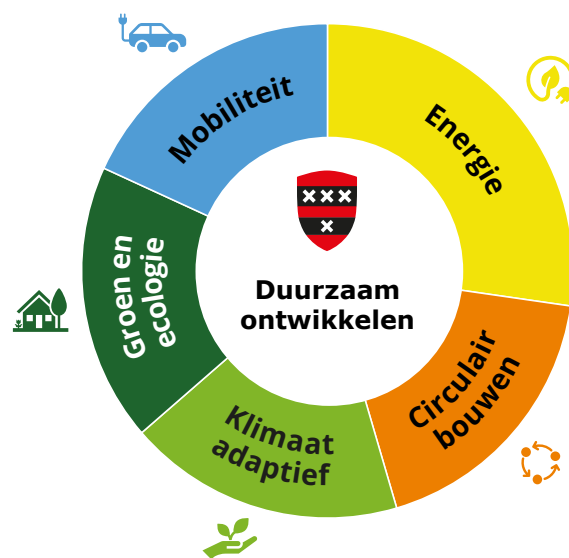 Mobiliteit
Energie
Groen en
ecologie
Duurzaam
ontwikkelen
Circulair
bouwen
Klimaat
adaptief